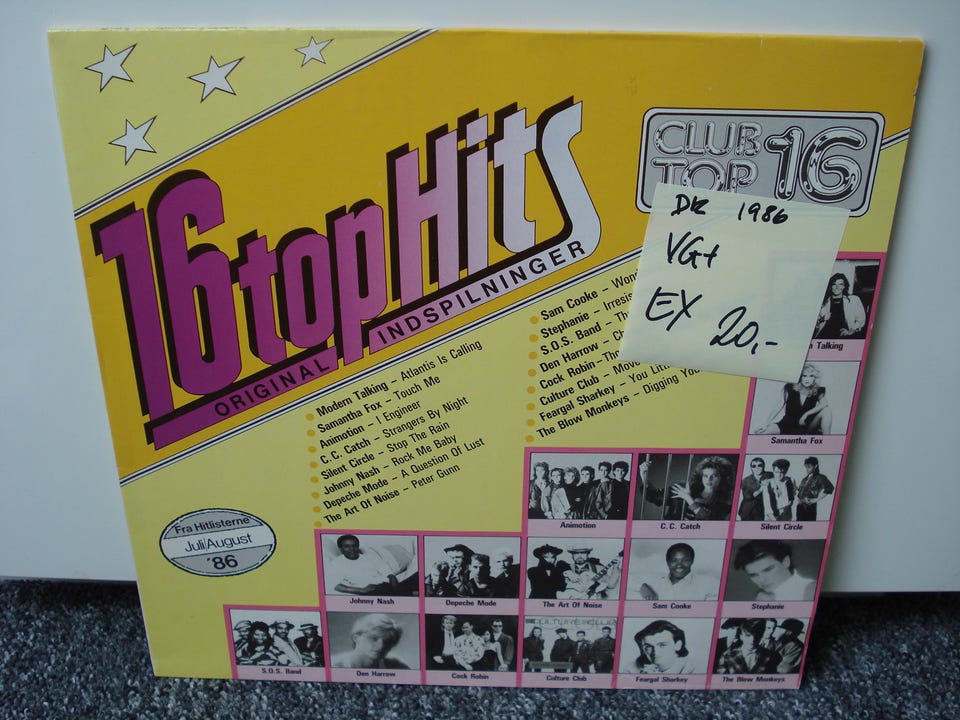 16 top Hits
ORIGINAL INDSPILNINGER
CLUB
TOP 16
DK 1986
VG+
EX 20,-
Modern Talking – Atlantis Is Calling
Samantha Fox – Touch Me
Animotion – I Engineer
C.C. Catch – Strangers By Night
Silent Circle – Stop The Rain
Johnny Nash – Rock Me Baby
Depeche Mode – A Question Of Lust
The Art Of Noise – Peter Gunn
Sam Cooke –
Stephanie –
S.O.S. Band –
Den Harrow –
Cock Robin –
Culture Club –
Feargal Sharkey – You
The Blow Monkeys – Digging
Fra Hitlisterne
Juli/August
'86
Talking
Samantha Fox
Animotion
C.C. Catch
Silent Circle
Johnny Nash
Depeche Mode
The Art Of Noise
Sam Cooke
Stephanie
CULTURE CLUB
S.O.S. Band
Den Harrow
Cock Robin
Culture Club
Feargal Sharkey
The Blow Monkeys